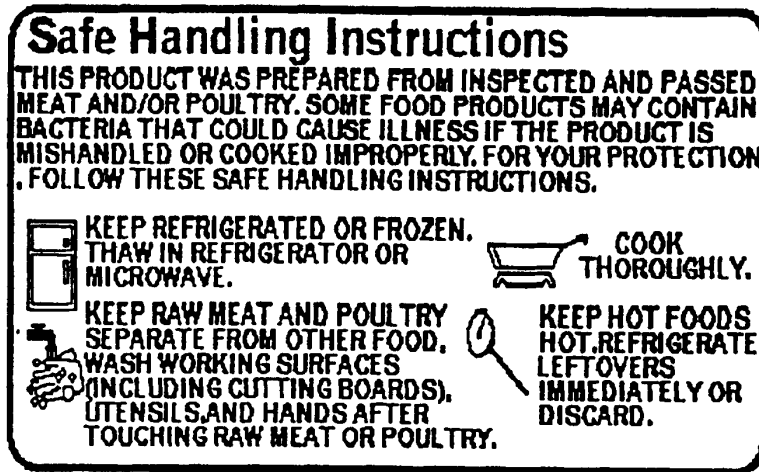 Safe Handling Instructions
THIS PRODUCT WAS PREPARED FROM INSPECTED AND PASSED
MEAT AND/OR POULTRY. SOME FOOD PRODUCTS MAY CONTAIN
BACTERIA THAT COULD CAUSE ILLNESS IF THE PRODUCT IS
MISHANDLED OR COOKED IMPROPERLY. FOR YOUR PROTECTION
, FOLLOW THESE SAFE HANDLING INSTRUCTIONS.
KEEP REFRIGERATED OR FROZEN.
THAW IN REFRIGERATOR OR
MICROWAVE.
COOK
THOROUGHLY.
KEEP RAW MEAT AND POULTRY
SEPARATE FROM OTHER FOOD.
WASH WORKING SURFACES
(INCLUDING CUTTING BOARDS),
UTENSILS,AND HANDS AFTER
TOUCHING RAW MEAT OR POULTRY.
KEEP HOT FOODS
HOT.REFRIGERATE
LEFTOVERS
IMMEDIATELY OR
DISCARD.